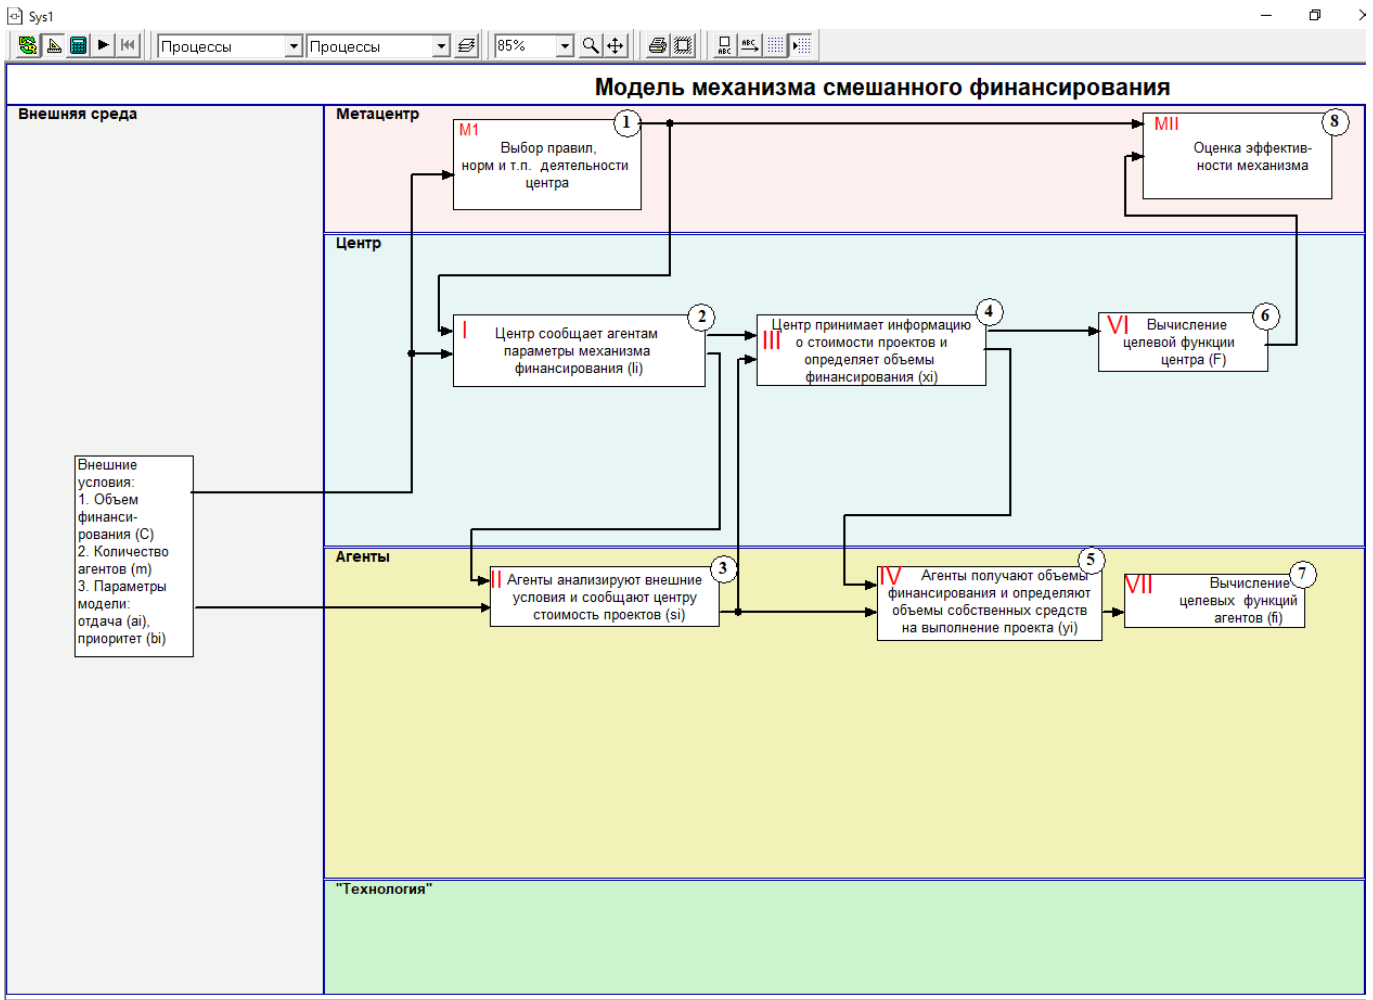 Sys1
Процессы
Процессы
85%
ABC
ABC
Модель механизма смешанного финансирования
Внешняя среда
Метацентр
M1
1
Выбор правил,
норм и т.п. деятельности
центра
MII
8
Оценка эффектив-
ности механизма
Центр
I
2
Центр сообщает агентам
параметры механизма
финансирования (li)
III
4
Центр принимает информацию
о стоимости проектов и
определяет объемы
финансирования (xi)
VI
6
Вычисление
целевой функции
центра (F)
Внешние
условия:
1. Объем
финанси-
рования (C)
2. Количество
агентов (m)
3. Параметры
модели:
отдача (ai),
приоритет (bi)
Агенты
II
3
Агенты анализируют внешние
условия и сообщают центру
стоимость проектов (si)
IV
5
Агенты получают объемы
финансирования и определяют
объемы собственных средств
на выполнение проекта (yi)
VII
7
Вычисление
целевых функций
агентов (fi)
"Технология"